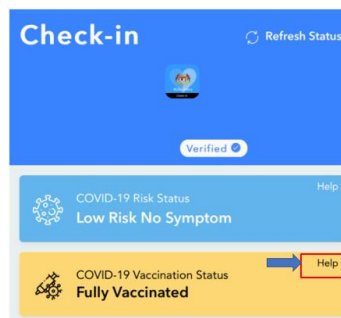 Check-in
Refresh Status
Verified
Help
COVID-19 Risk Status
Low Risk No Symptom
Help
COVID-19 Vaccination Status
Fully Vaccinated